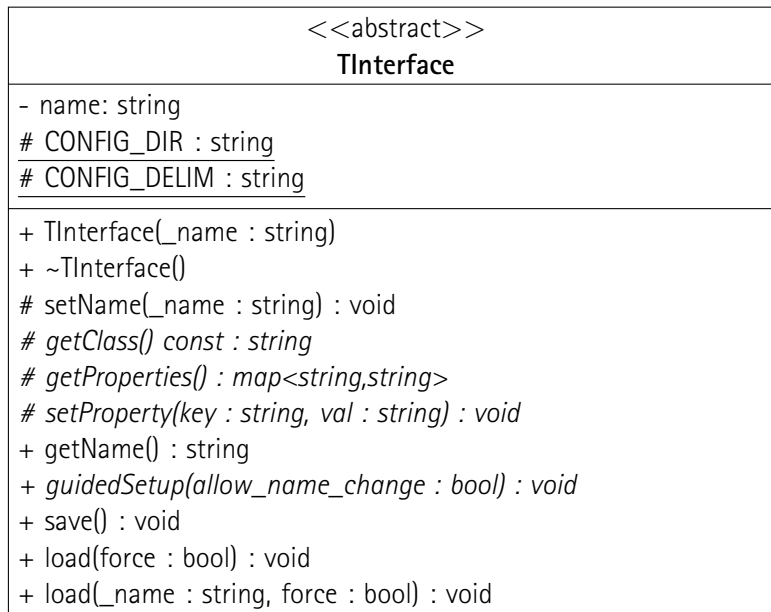 <<abstract>>
TInterface
- name: string
# CONFIG_DIR : string
# CONFIG_DELIM : string
+ TInterface(_name : string)
+ ~TInterface()
# setName(_name : string) : void
# getClass() const : string
# getProperties() : map<string,string>
# setProperty(key : string, val : string) : void
+ getName() : string
+ guidedSetup(allow_name_change : bool) : void
+ save() : void
+ load(force : bool) : void
+ load(_name : string, force : bool) : void